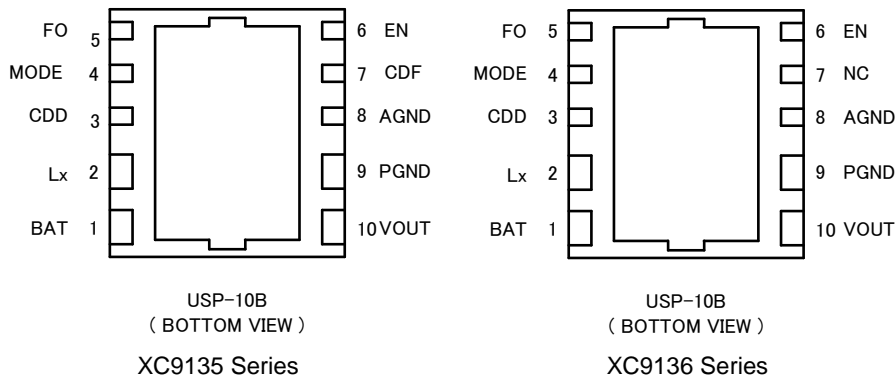 FO 5 6 EN FO 5 6 EN
MODE 4 7 CDF MODE 4 7 NC
CDD 3 8 AGND CDD 3 8 AGND
Lx 2 9 PGND Lx 2 9 PGND
BAT 1 10 VOUT BAT 1 10 VOUT
USP-10B USP-10B
( BOTTOM VIEW ) ( BOTTOM VIEW )
XC9135 Series XC9136 Series